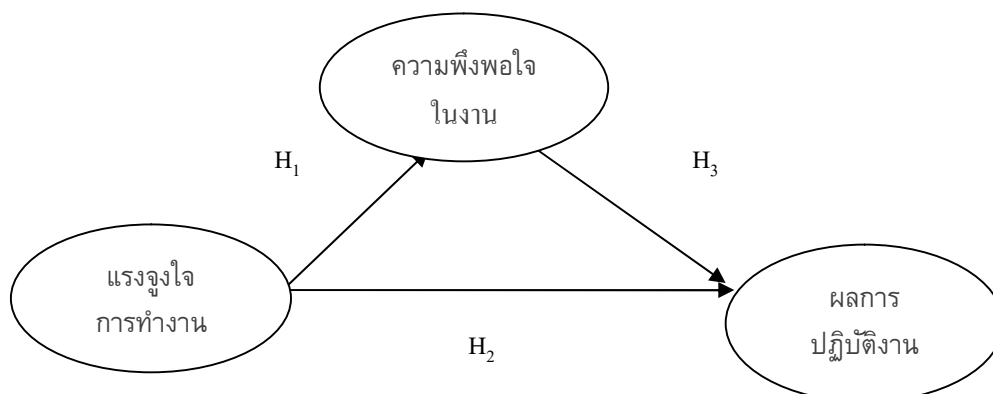 ความพึงพอใจ
ในงาน
H₁
H₃
แรงจูงใจ
การทำงาน
ผลการ
ปฏิบัติงาน
H₂